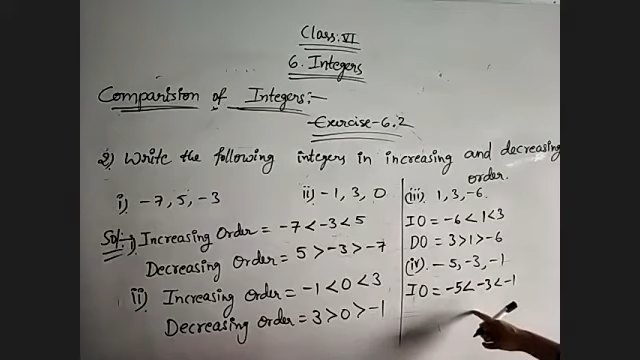 Class:VI
6. Integers
Comparision of Integers:-
Exercise-6.2
2) Write the following integers in increasing and decreasing order.
i) -7, 5, -3
ii) -1, 3, 0
Sol:- i) Increasing Order = -7 < -3 < 5
Decreasing Order = 5 > -3 > -7
ii) Increasing order = -1 < 0 < 3
Decreasing order = 3 > 0 > -1
(iii) 1, 3, -6.
IO = -6 < 1 < 3
DO = 3 > 1 > -6
(iv) -5, -3, -1
IO = -5 < -3 < -1